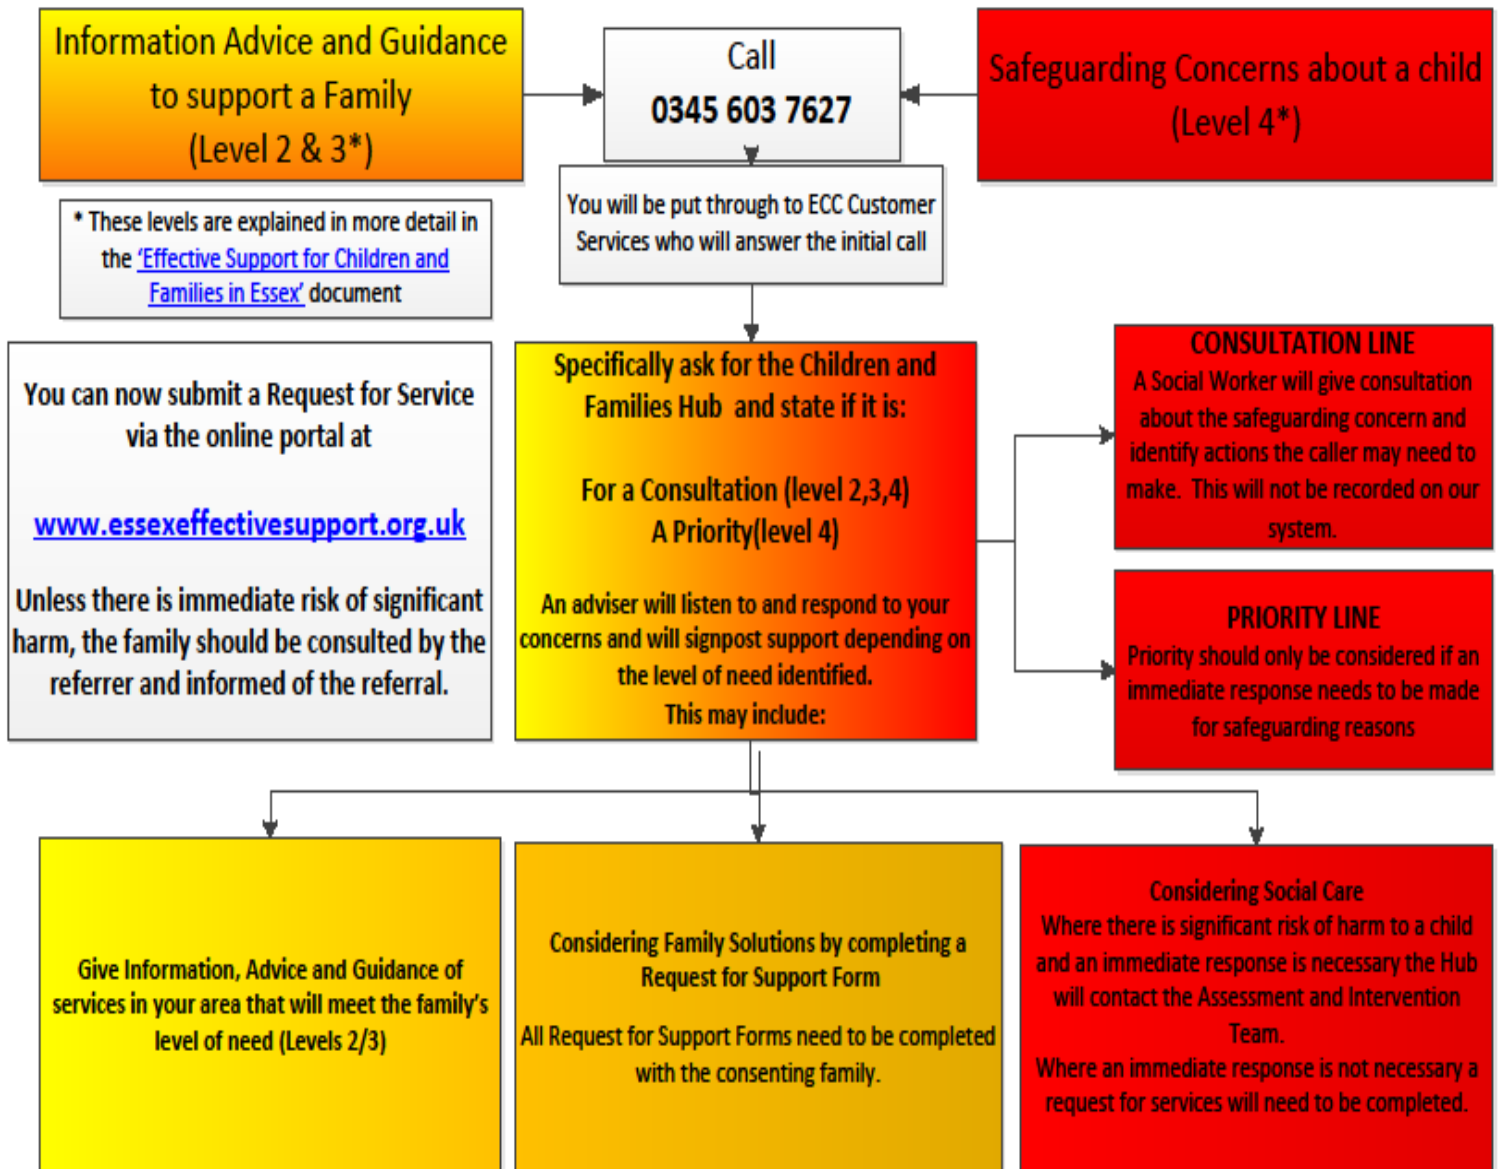 Information Advice and Guidance
to support a Family
(Level 2 & 3*)
Call
0345 603 7627
Safeguarding Concerns about a child
(Level 4*)
* These levels are explained in more detail in
the 'Effective Support for Children and
Families in Essex' document
You will be put through to ECC Customer
Services who will answer the initial call
You can now submit a Request for Service
via the online portal at
www.essexeffectivesupport.org.uk
Unless there is immediate risk of significant
harm, the family should be consulted by the
referrer and informed of the referral.
Specifically ask for the Children and
Families Hub and state if it is:
For a Consultation (level 2,3,4)
A Priority(level 4)
An adviser will listen to and respond to your
concerns and will signpost support depending on
the level of need identified.
This may include:
CONSULTATION LINE
A Social Worker will give consultation
about the safeguarding concern and
identify actions the caller may need to
make. This will not be recorded on our
system.
PRIORITY LINE
Priority should only be considered if an
immediate response needs to be made
for safeguarding reasons
Give Information, Advice and Guidance of
services in your area that will meet the family's
level of need (Levels 2/3)
Considering Family Solutions by completing a
Request for Support Form
All Request for Support Forms need to be completed
with the consenting family.
Considering Social Care
Where there is significant risk of harm to a child
and an immediate response is necessary the Hub
will contact the Assessment and Intervention
Team.
Where an immediate response is not necessary a
request for services will need to be completed.